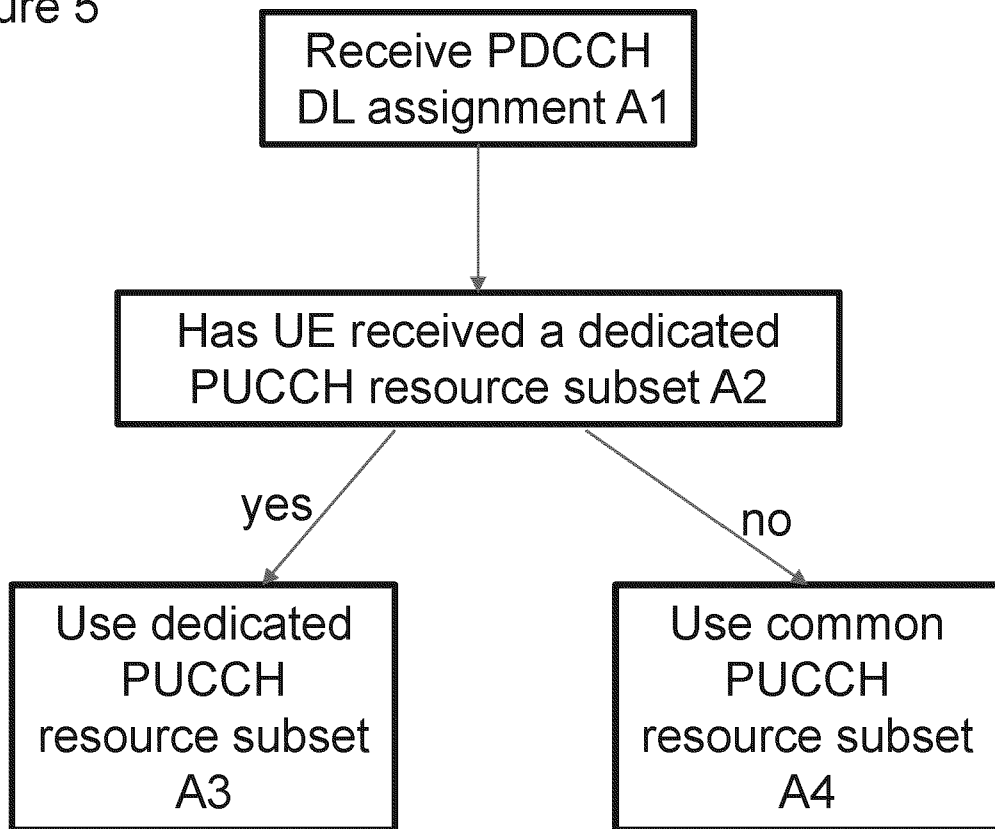 ure 5
Receive PDCCH
DL assignment A1
Has UE received a dedicated
PUCCH resource subset A2
yes
no
Use dedicated
PUCCH
resource subset
A3
Use common
PUCCH
resource subset
A4